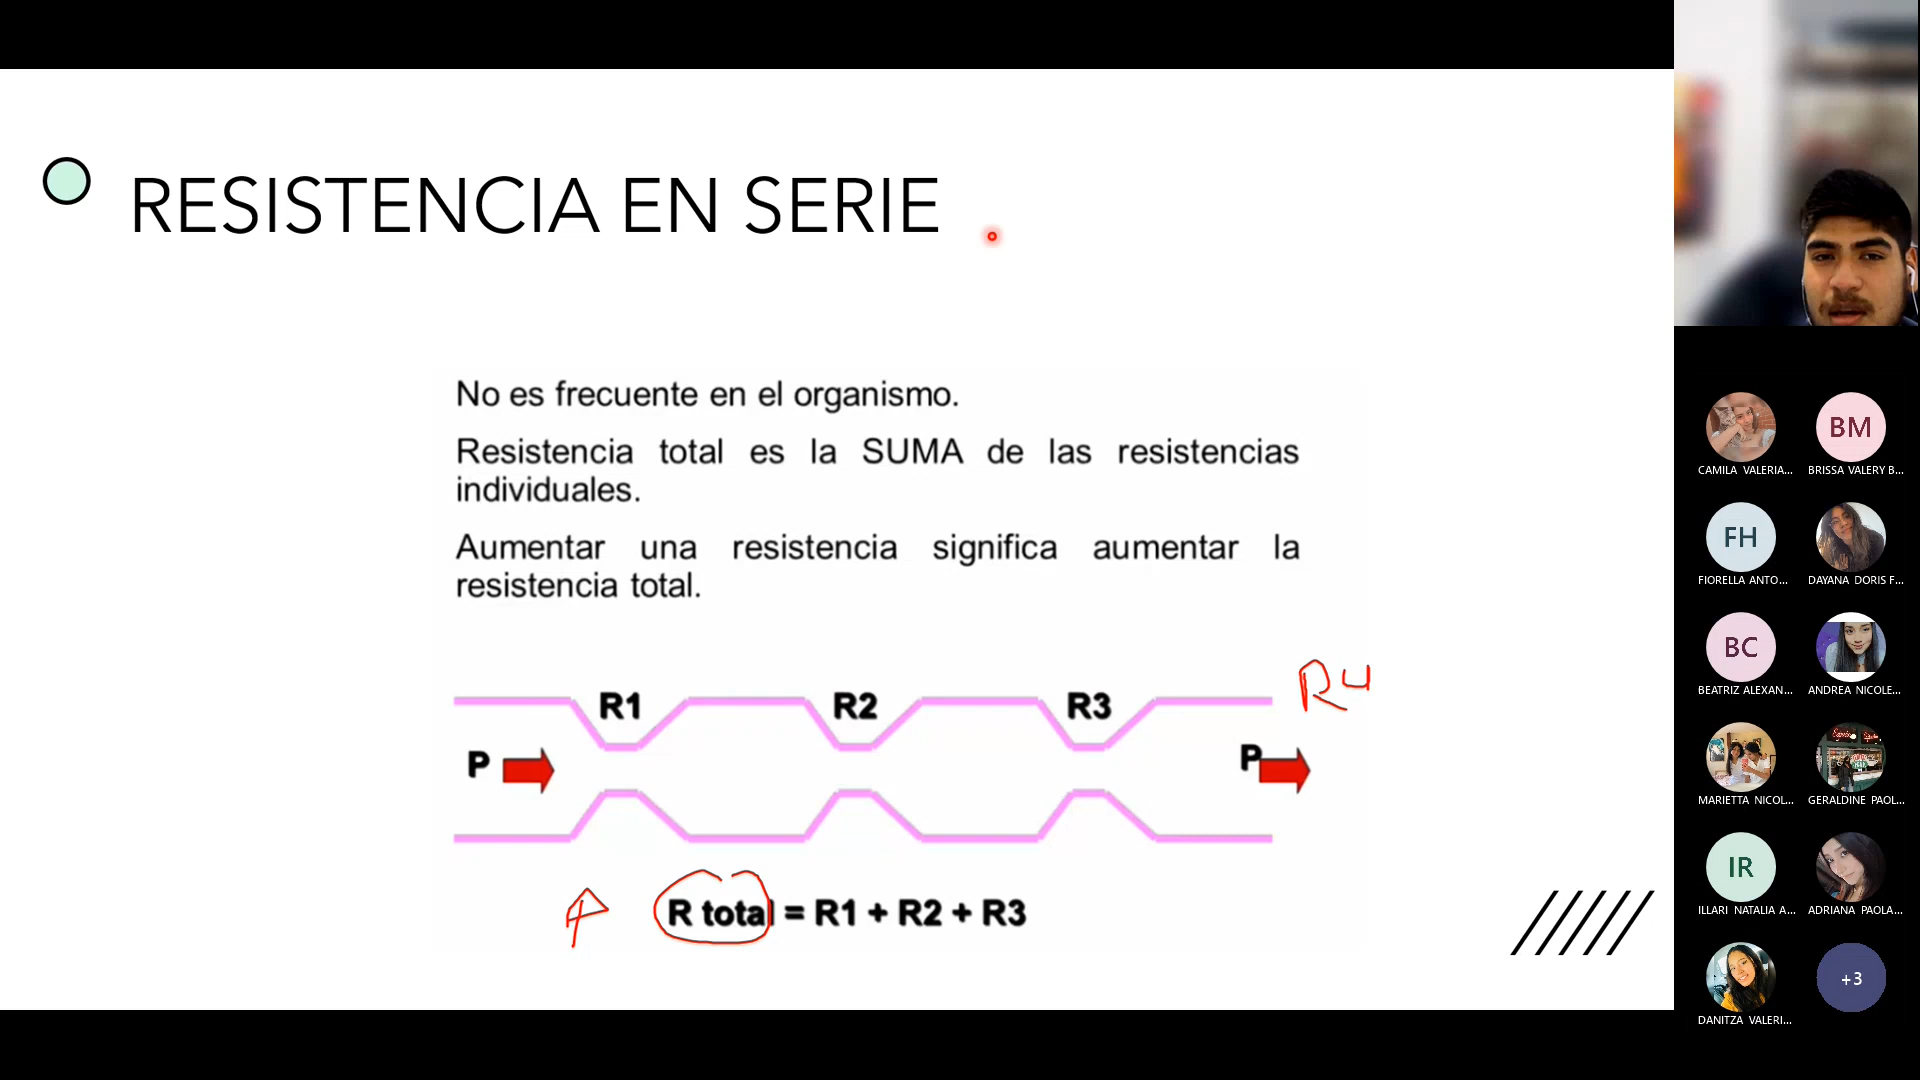 RESISTENCIA EN SERIE
No es frecuente en el organismo.
Resistencia total es la SUMA de las resistencias
individuales.
Aumentar una resistencia significa aumentar la
resistencia total.
R1
R2
R3
R4
P
P
R total = R1 + R2 + R3
CAMILA VALERIA...
BM
BRISSA VALERY B...
FH
FIORELLA ANTO...
DAYANA DORIS F...
BC
BEATRIZ ALEXAN...
ANDREA NICOLE...
MARIETTA NICOL...
GERALDINE PAOL...
IR
ILLARI NATALIA A...
ADRIANA PAOLA...
DANITZA VALERI...
+3